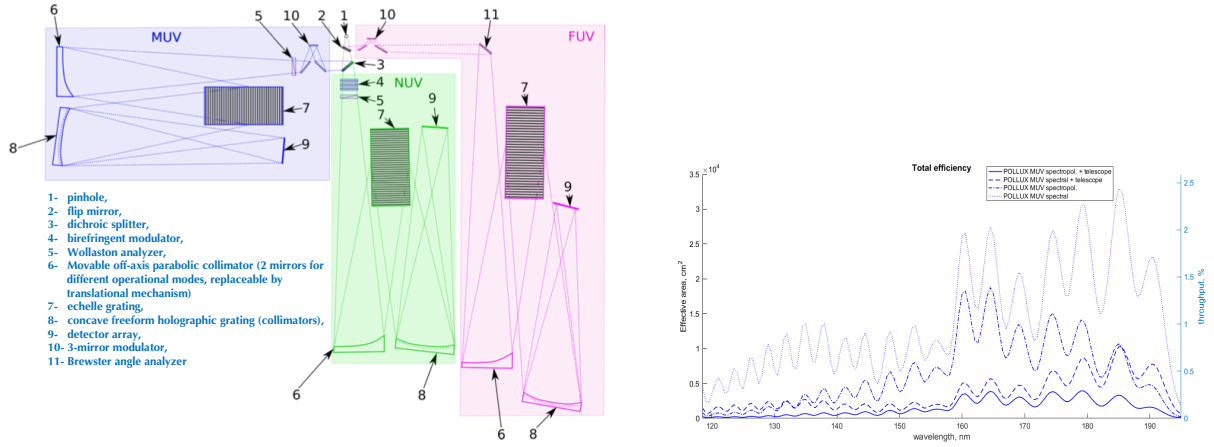 6
MUV
5
10
2
1
10
11
FUV
3
4
5
NUV
7
9
7
7
9
8
9
6
8
6
8
1- pinhole,
2- flip mirror,
3- dichroic splitter,
4- birefringent modulator,
5- Wollaston analyzer,
6- Movable off-axis parabolic collimator (2 mirrors for
different operational modes, replaceable by
translational mechanism)
7- echelle grating,
8- concave freeform holographic grating (collimators),
9- detector array,
10- 3-mirror modulator,
11- Brewster angle analyzer
Total efficiency
×10⁴
POLLUX MUV spectropol. + telescope
POLLUX MUV spectral + telescope
POLLUX MUV spectropol.
POLLUX MUV spectral
3.5
3
2.5
2
1.5
1
0.5
0
Effective area, cm²
120
130
140
150
160
170
180
190
wavelength, nm
2.5
2
1.5
1
0.5
0
throughput, %